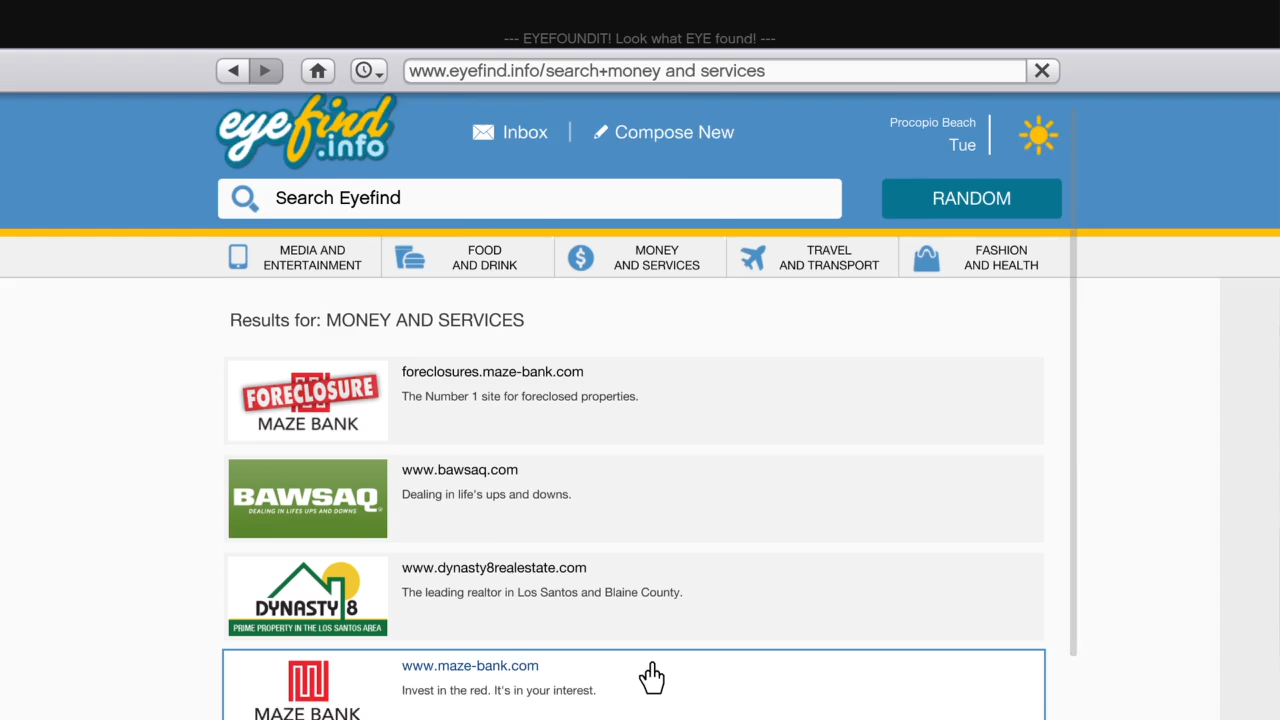 --- EYEFOUNDIT! Look what EYE found! ---
www.eyefind.info/search+money and services
eyefind
.info
Inbox
Compose New
Procopio Beach
Tue
Search Eyefind
RANDOM
MEDIA AND
ENTERTAINMENT
FOOD
AND DRINK
MONEY
AND SERVICES
TRAVEL
AND TRANSPORT
FASHION
AND HEALTH
Results for: MONEY AND SERVICES
FORECLOSURE
MAZE BANK
foreclosures.maze-bank.com
The Number 1 site for foreclosed properties.
BAWSAQ
DEALING IN LIFES UPS AND DOWNS
www.bawsaq.com
Dealing in life's ups and downs.
DYNASTY 8
PRIME PROPERTY IN THE LOS SANTOS AREA
www.dynasty8realestate.com
The leading realtor in Los Santos and Blaine County.
MAZE BANK
www.maze-bank.com
Invest in the red. It's in your interest.